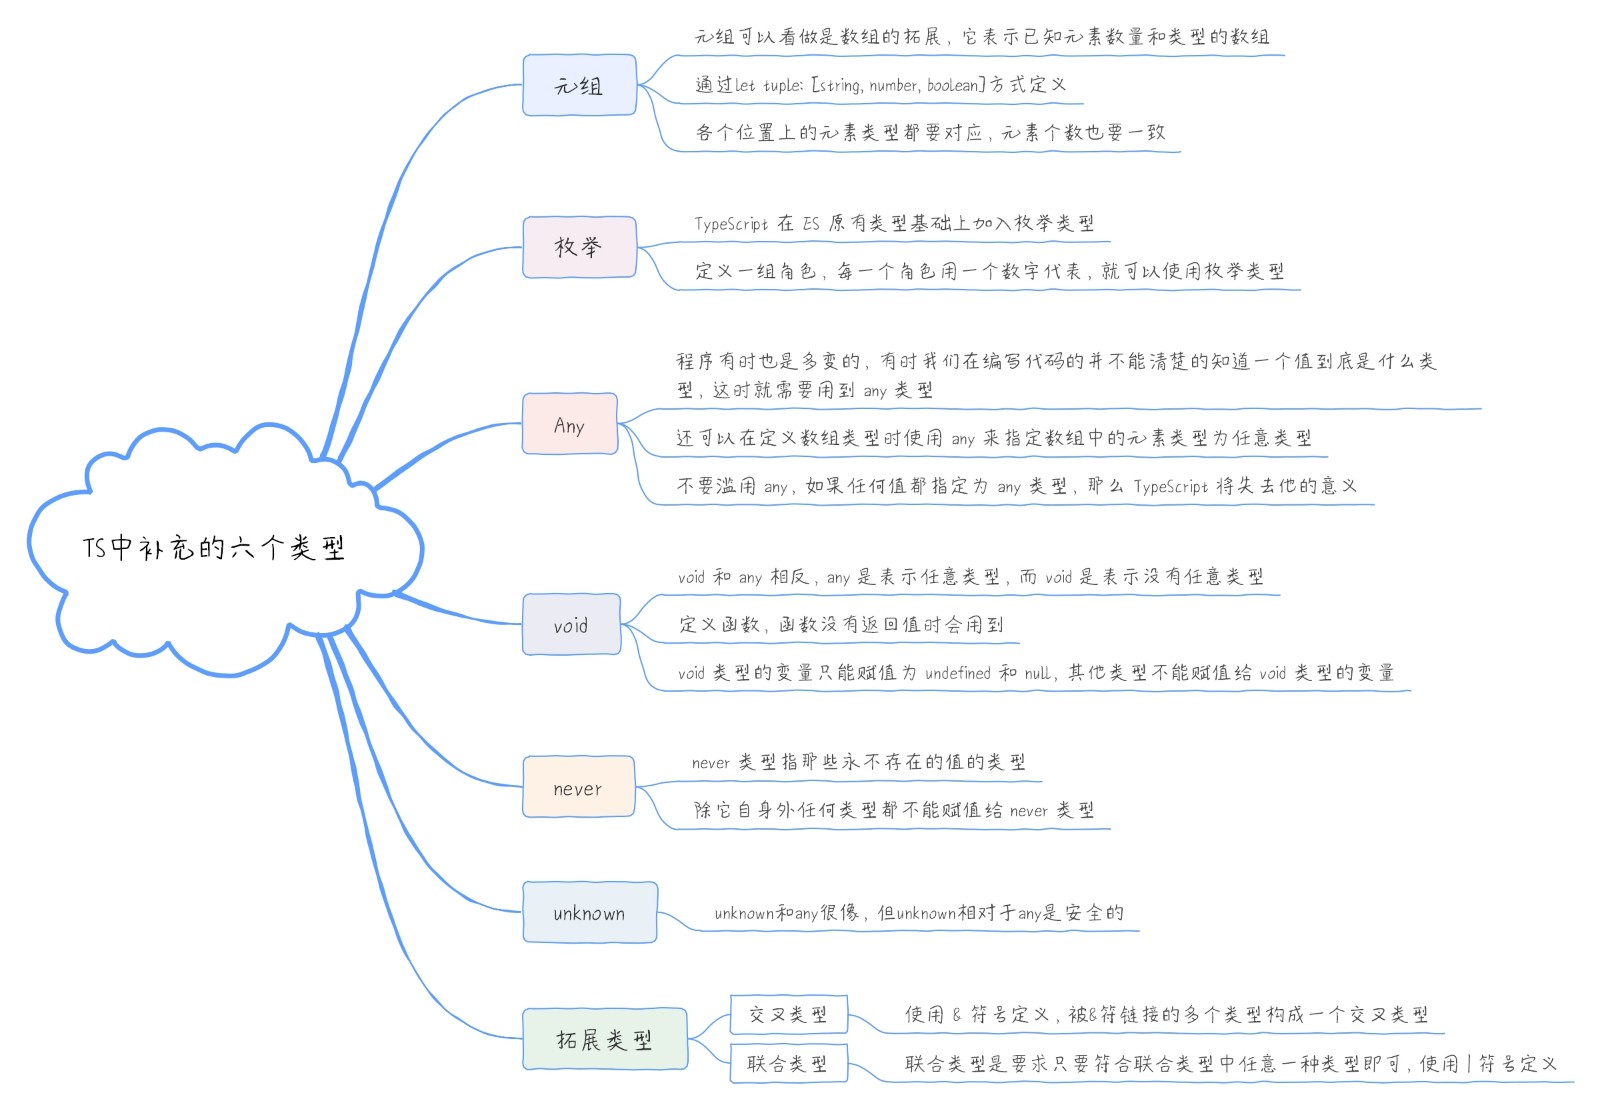 元组可以看做是数组的拓展，它表示已知元素数量和类型的数组
元组
通过let tuple: [string, number, boolean]方式定义
各个位置上的元素类型都要对应，元素个数也要一致
TypeScript 在 ES 原有类型基础上加入枚举类型
枚举
定义一组角色，每一个角色用一个数字代表，就可以使用枚举类型
程序有时也是多变的，有时我们在编写代码的并不能清楚的知道一个值到底是什么类
型，这时就需要用到 any 类型
Any
还可以在定义数组类型时使用 any 来指定数组中的元素类型为任意类型
不要滥用 any，如果任何值都指定为 any 类型，那么 TypeScript 将失去他的意义
TS中补充的六个类型
void 和 any 相反，any 是表示任意类型，而 void 是表示没有任意类型
void
定义函数，函数没有返回值时会用到
void 类型的变量只能赋值为 undefined 和 null，其他类型不能赋值给 void 类型的变量
never 类型指那些永不存在的值的类型
never
除它自身外任何类型都不能赋值给 never 类型
unknown
unknown和any很像，但unknown相对于any是安全的
拓展类型
交叉类型
使用 & 符号定义，被&符链接的多个类型构成一个交叉类型
联合类型
联合类型是要求只要符合联合类型中任意一种类型即可，使用 | 符号定义